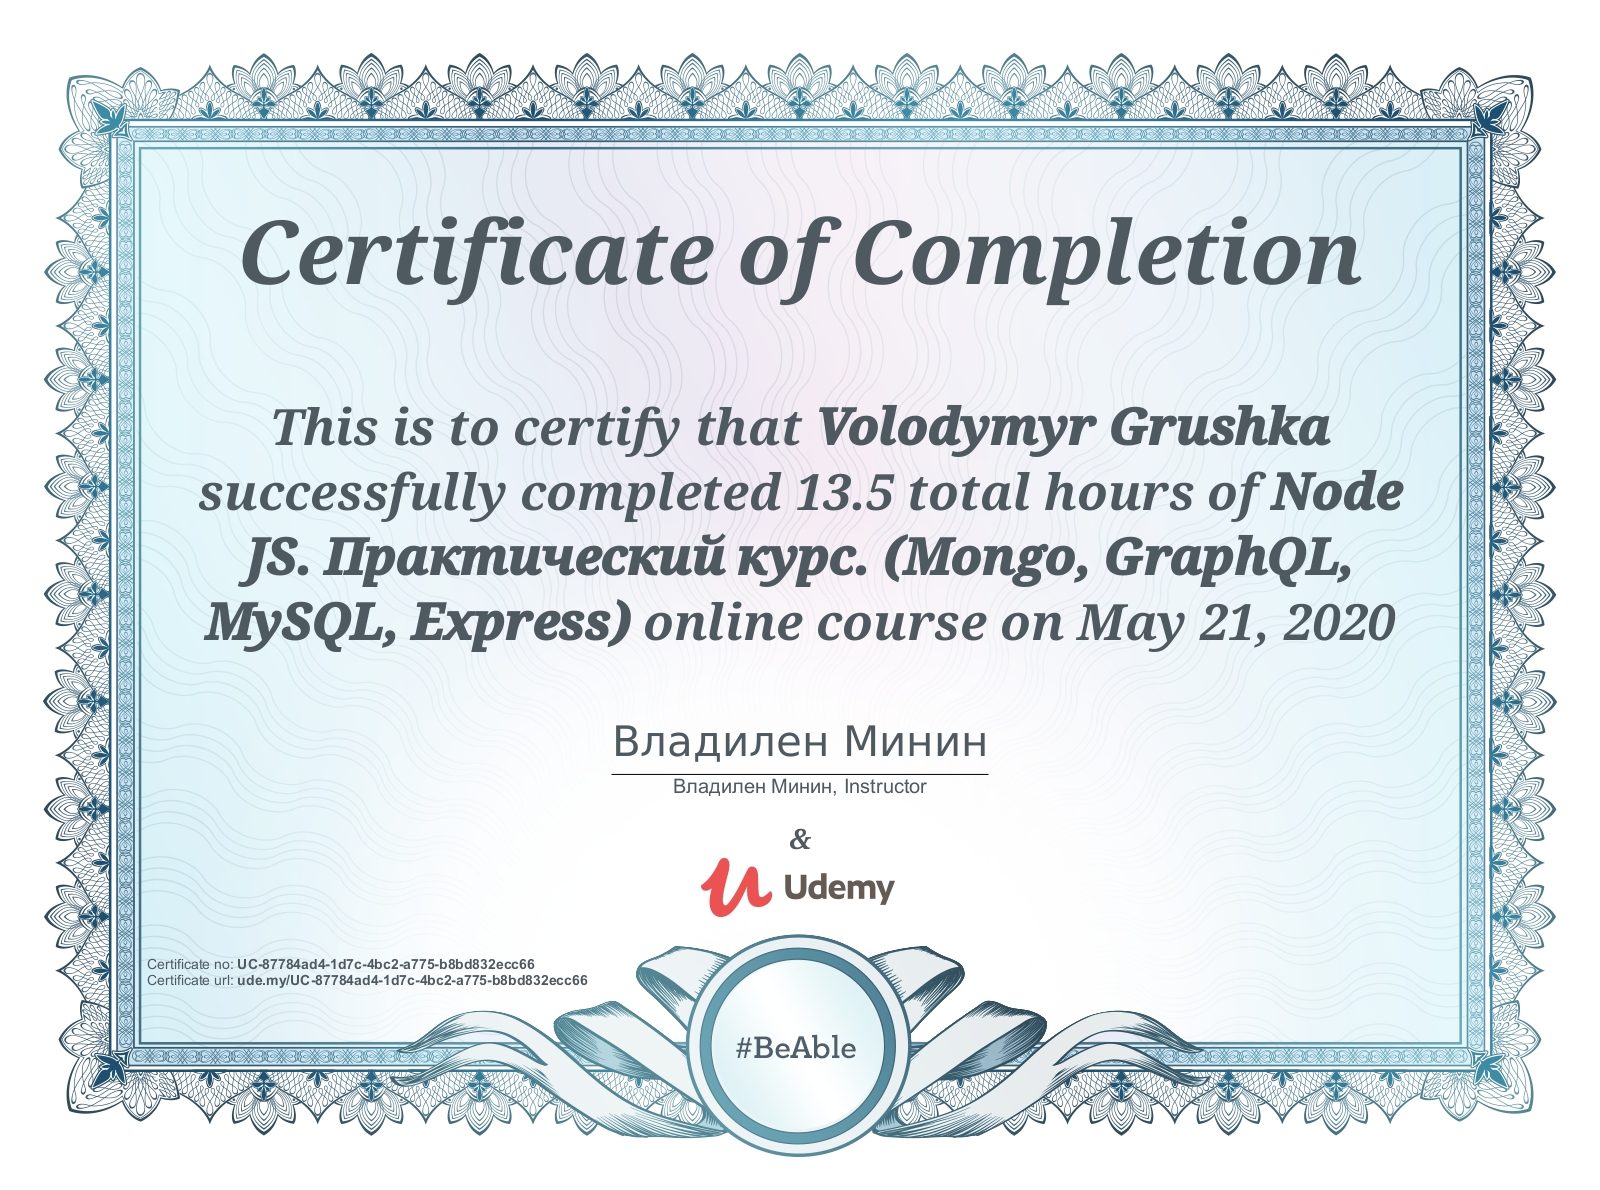 Certificate of Completion
This is to certify that Volodymyr Grushka
successfully completed 13.5 total hours of Node
JS. Практический курс. (Mongo, GraphQL,
MySQL, Express) online course on May 21, 2020
Владилен Минин
Владилен Минин, Instructor
&
Udemy
Certificate no: UC-87784ad4-1d7c-4bc2-a775-b8bd832ecc66
Certificate url: ude.my/UC-87784ad4-1d7c-4bc2-a775-b8bd832ecc66
#BeAble